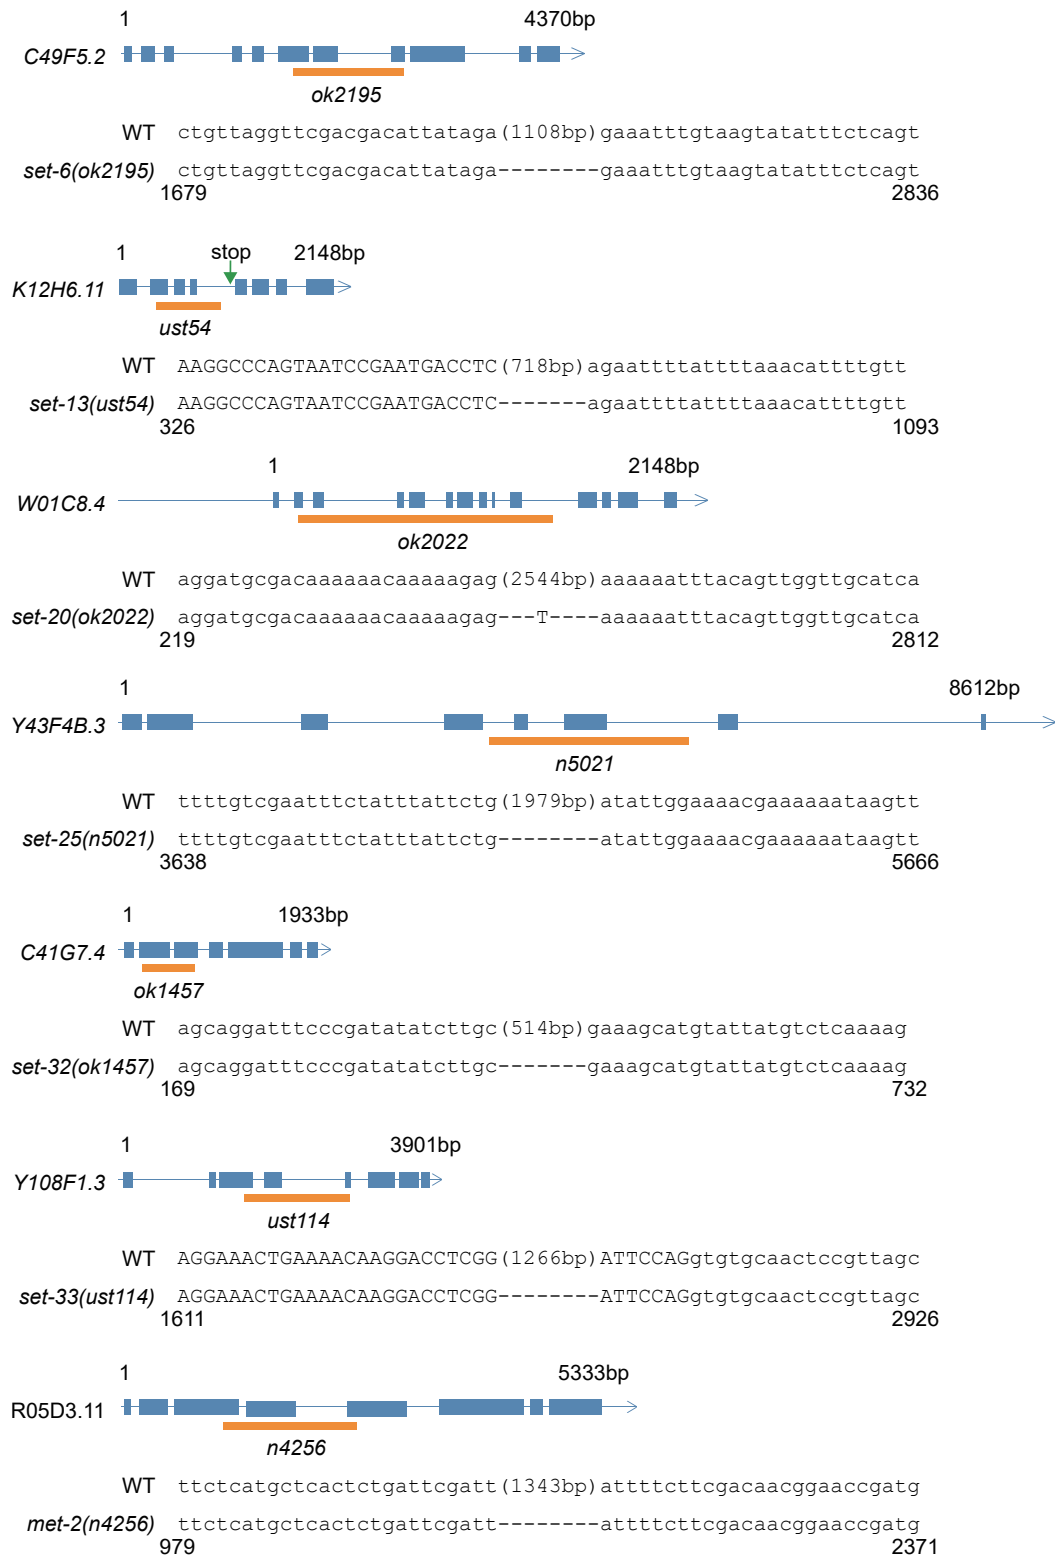 1 4370bp
C49F5.2
ok2195
WT ctgttaggttcgacgacattataga(1108bp)gaaatttgtaagtatatttctcagt
set-6(ok2195) ctgttaggttcgacgacattataga--------gaaatttgtaagtatatttctcagt
1679 2836
1 stop 2148bp
K12H6.11
ust54
WT AAGGCCCAGTAATCCGAATGACCTC(718bp)agaattttattttaaacattttgtt
set-13(ust54) AAGGCCCAGTAATCCGAATGACCTC-------agaattttattttaaacattttgtt
326 1093
1 2148bp
W01C8.4
ok2022
WT aggatgcgacaaaaaacaaaaagag(2544bp)aaaaaatttacagttggttgcatca
set-20(ok2022) aggatgcgacaaaaaacaaaaagag---T----aaaaaatttacagttggttgcatca
219 2812
1 8612bp
Y43F4B.3
n5021
WT ttttgtcgaatttctatttattctg(1979bp)atattggaaaacgaaaaaataagtt
set-25(n5021) ttttgtcgaatttctatttattctg--------atattggaaaacgaaaaaataagtt
3638 5666
1 1933bp
C41G7.4
ok1457
WT agcaggatttcccgatatatcttgc(514bp)gaaagcatgtattatgtctcaaaag
set-32(ok1457) agcaggatttcccgatatatcttgc-------gaaagcatgtattatgtctcaaaag
169 732
1 3901bp
Y108F1.3
ust114
WT AGGAAACTGAAAACAAGGACCTCGG(1266bp)ATTCCAGgtgtgcaactccgttagc
set-33(ust114) AGGAAACTGAAAACAAGGACCTCGG--------ATTCCAGgtgtgcaactccgttagc
1611 2926
1 5333bp
R05D3.11
n4256
WT ttctcatgctcactctgattcgatt(1343bp)attttcttcgacaacggaaccgatg
met-2(n4256) ttctcatgctcactctgattcgatt--------attttcttcgacaacggaaccgatg
979 2371